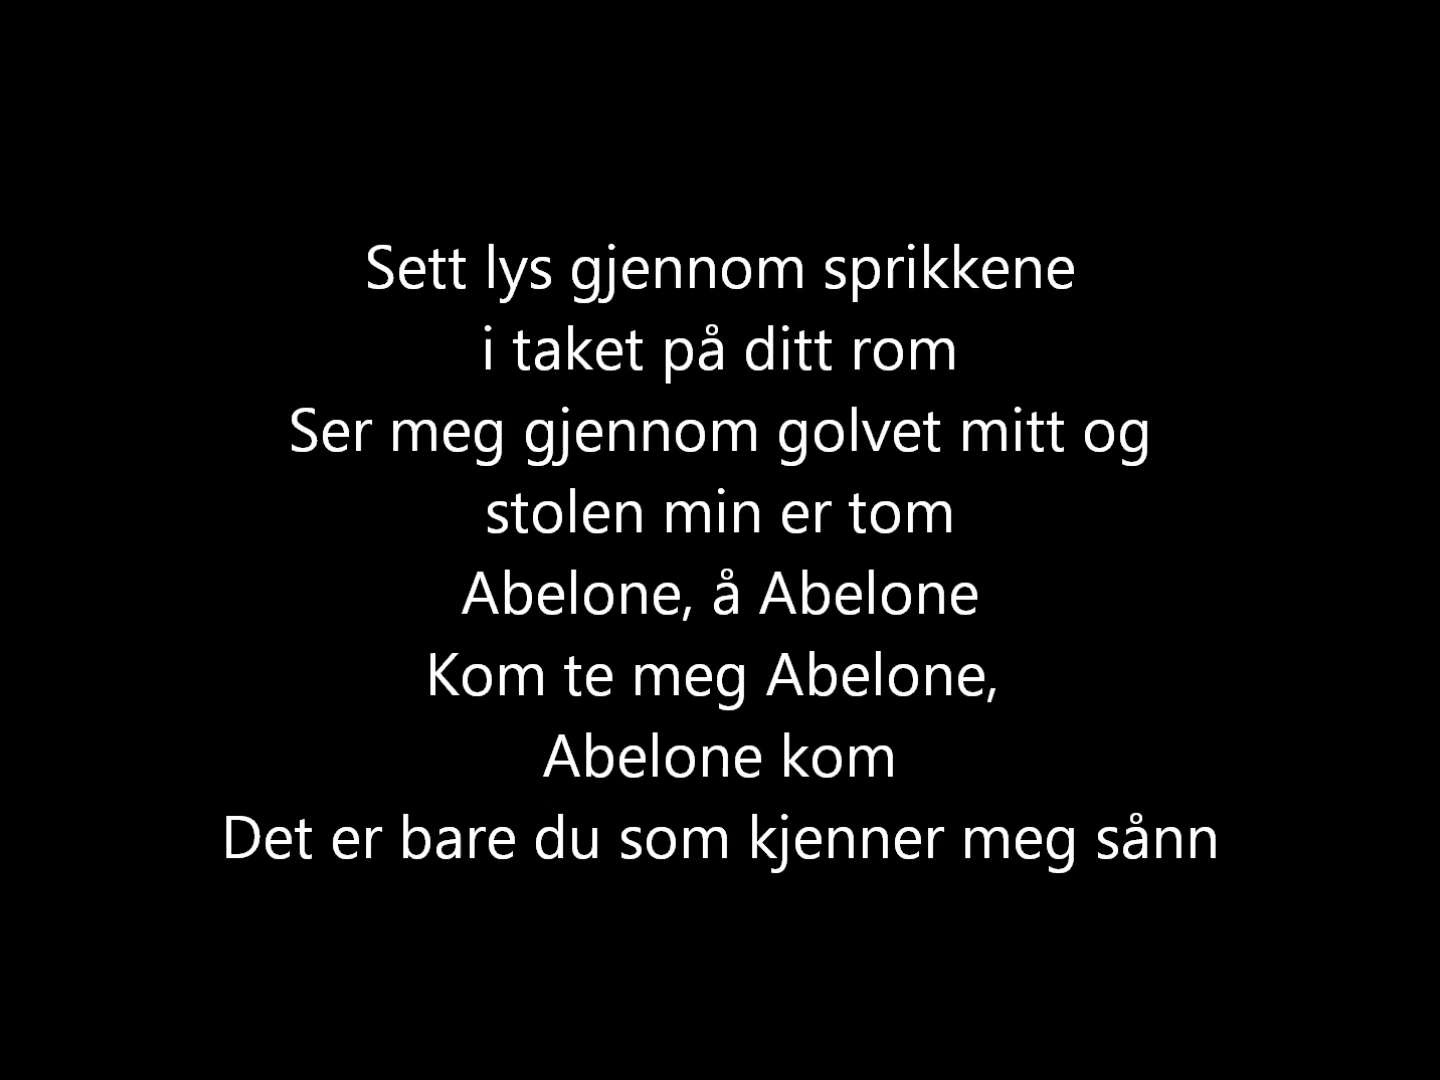 Sett lys gjennom sprikkene
i taket på ditt rom
Ser meg gjennom golvet mitt og
stolen min er tom
Abelone, å Abelone
Kom te meg Abelone,
Abelone kom
Det er bare du som kjenner meg sånn